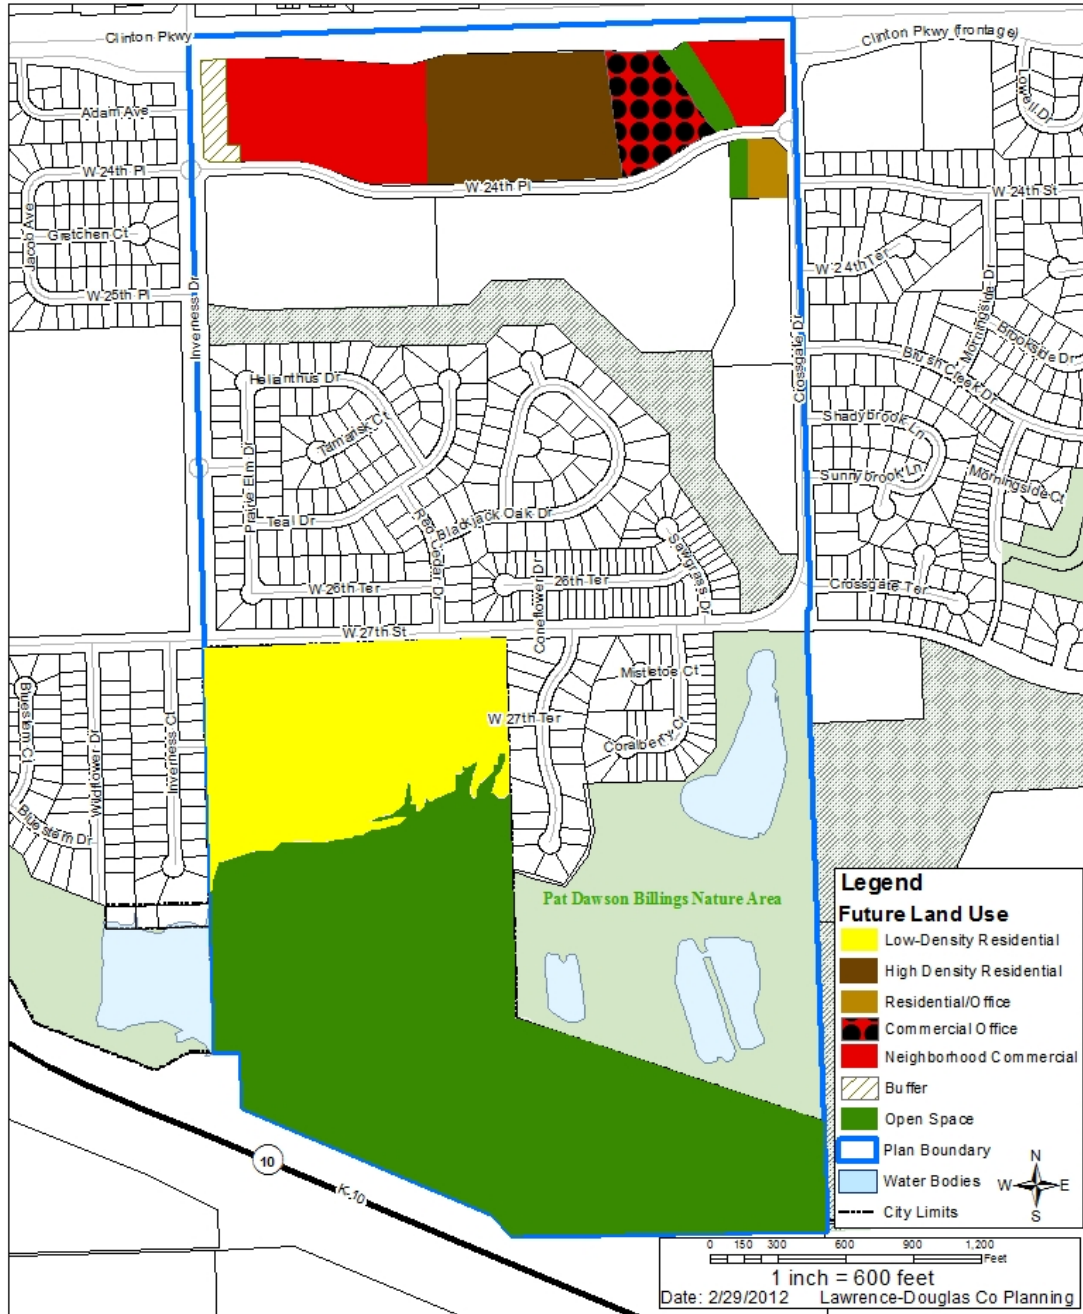 Clinton Pkwy
Clinton Pkwy (frontage)
Lowell Dr
Adam Ave
W 24th Pl
W 24th Pl
W 24th St
Jacob Ave
Gretchen Ct
W 24th Ter
W 25th Pl
Inverness Dr
Morningside Dr
Brookside Dr
Crossgate Dr
Brush Creek Dr
Helianthus Dr
Tamarisk Ct
Shadybrook Ln
Sunnybrook Ln
Morningside Ct
Prairie Elm Dr
Teal Dr
Red Cedar Dr
Blackjack Oak Dr
Sawgrass Dr
W 26th Ter
26th Ter
Coneflower Dr
Crossgate Ter
W 27th St
Mistletoe Ct
W 27th Ter
Coralberry Ct
Bluestem Ct
Wildflower Dr
Inverness Ct
Bluestem Dr
Pat Dawson Billings Nature Area
10
K-10
Legend
Future Land Use
Low-Density Residential
High Density Residential
Residential/Office
Commercial Office
Neighborhood Commercial
Buffer
Open Space
Plan Boundary
Water Bodies
City Limits
N
W E
S
0 150 300 600 900 1,200
Feet
1 inch = 600 feet
Date: 2/29/2012 Lawrence-Douglas Co Planning